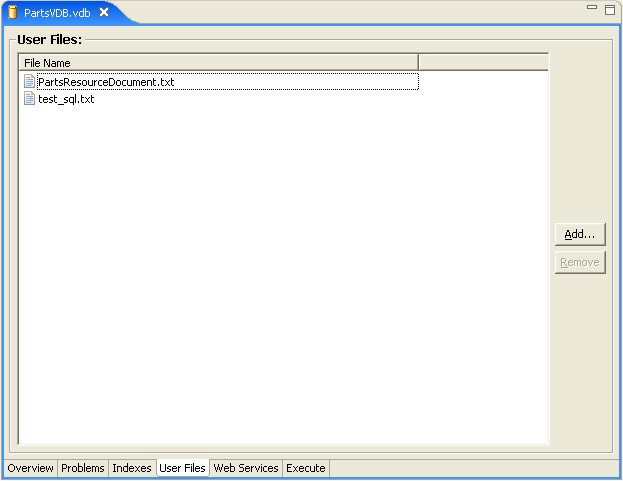 PartsVDB.vdb
User Files:
File Name
PartsResourceDocument.txt
test_sql.txt
Add...
Remove
Overview Problems Indexes User Files Web Services Execute